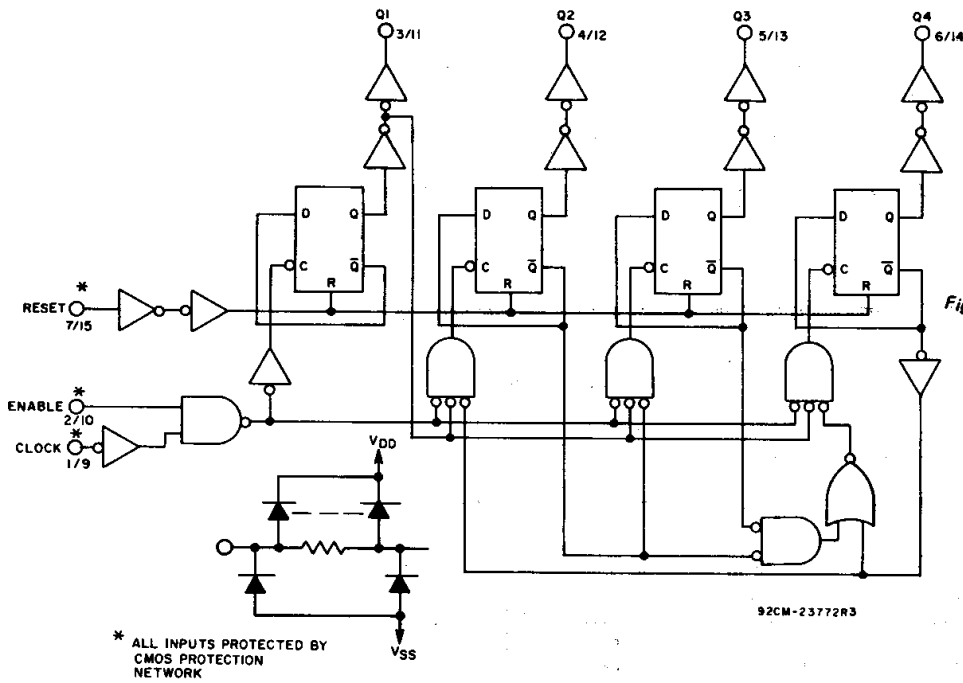 Q1
Q2
Q3
Q4
3/11
4/12
5/13
6/14
D Q
D Q
D Q
D Q
C Q̅
C Q̅
C Q̅
C Q̅
R
R
R
R
*
RESET
7/15
Fi
*
ENABLE
2/10
*
CLOCK
1/9
VDD
VSS
92CM-23772R3
* ALL INPUTS PROTECTED BY
CMOS PROTECTION
NETWORK